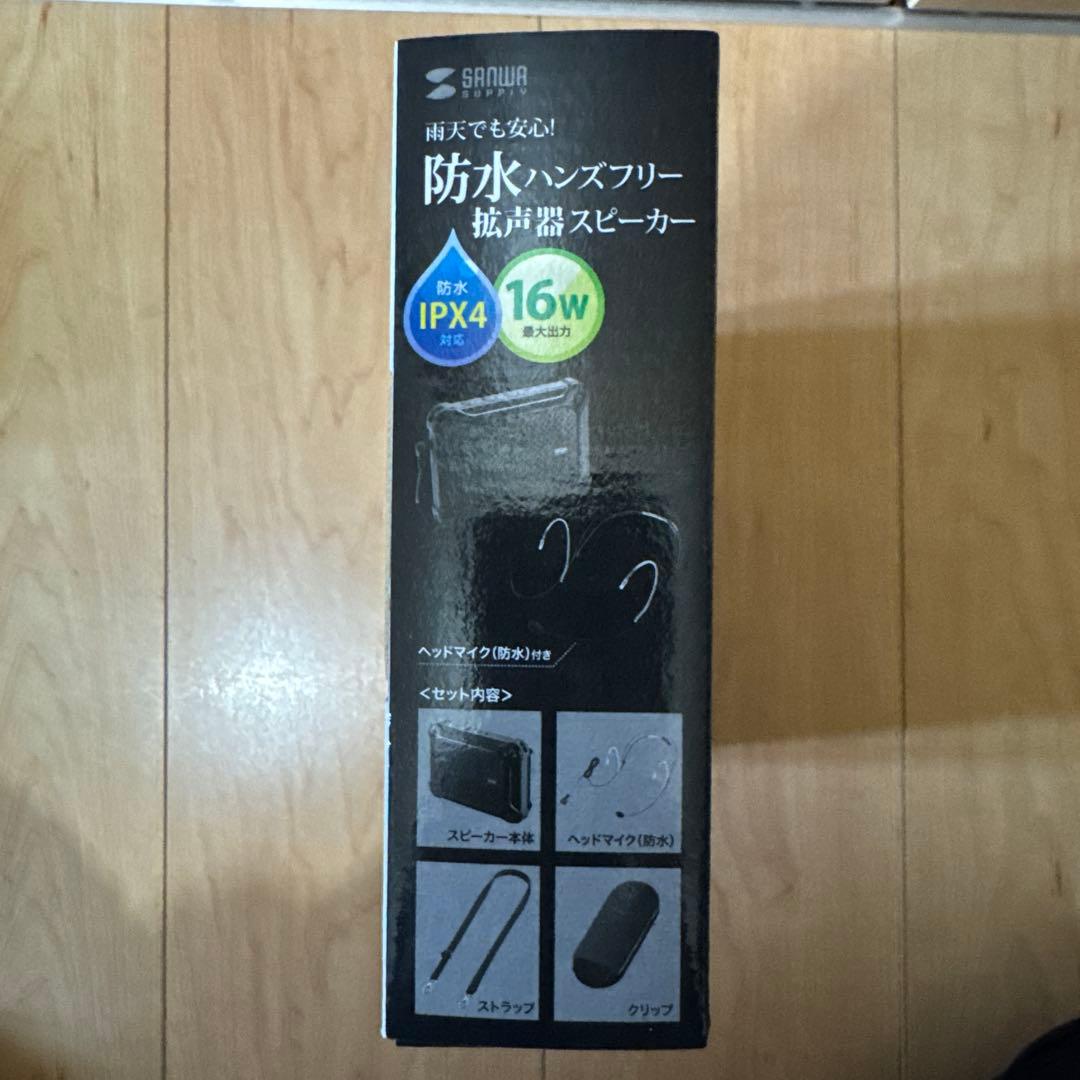 SANWA
SUPPLY
雨天でも安心!
防水ハンズフリー
拡声器スピーカー
防水
IPX4
対応
16W
最大出力
ヘッドマイク(防水)付き
<セット内容>
スピーカー本体
ヘッドマイク(防水)
ストラップ
クリップ